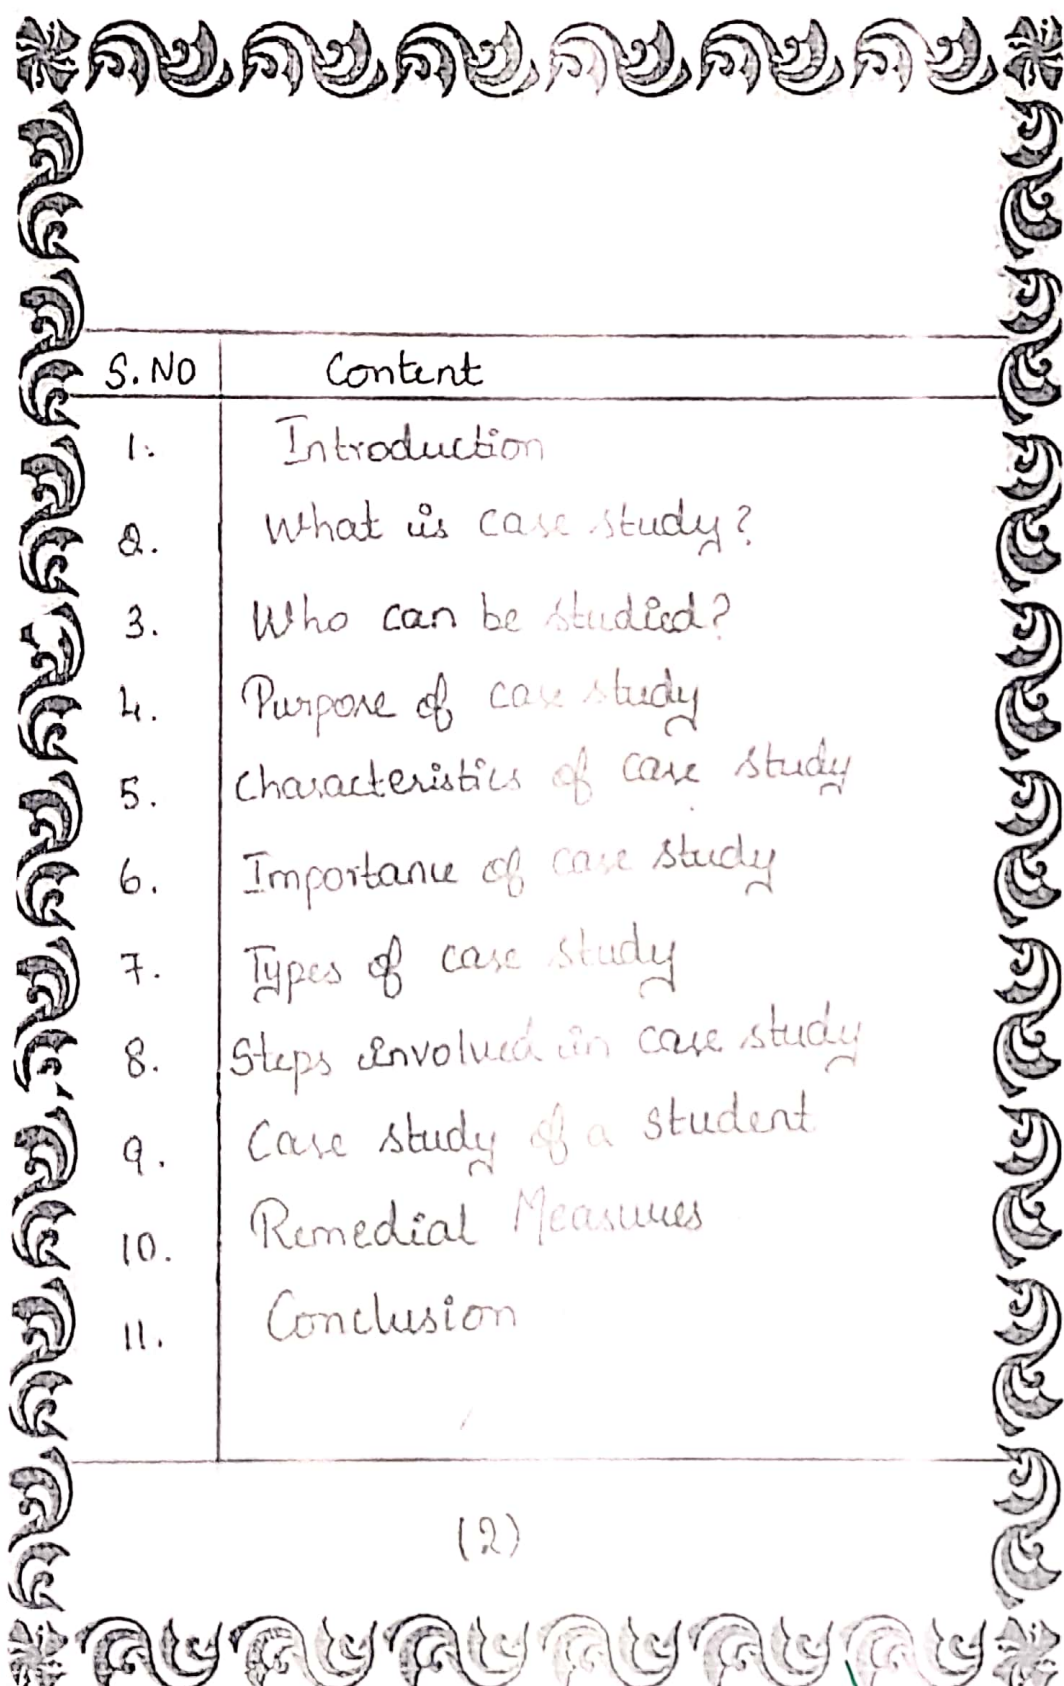 S.No Content
1. Introduction
2. What is case study?
3. Who can be studied?
4. Purpose of case study
5. Characteristics of case study
6. Importance of case study
7. Types of case study
8. Steps involved in case study
9. Case study of a student
10. Remedial Measures
11. Conclusion
(2)